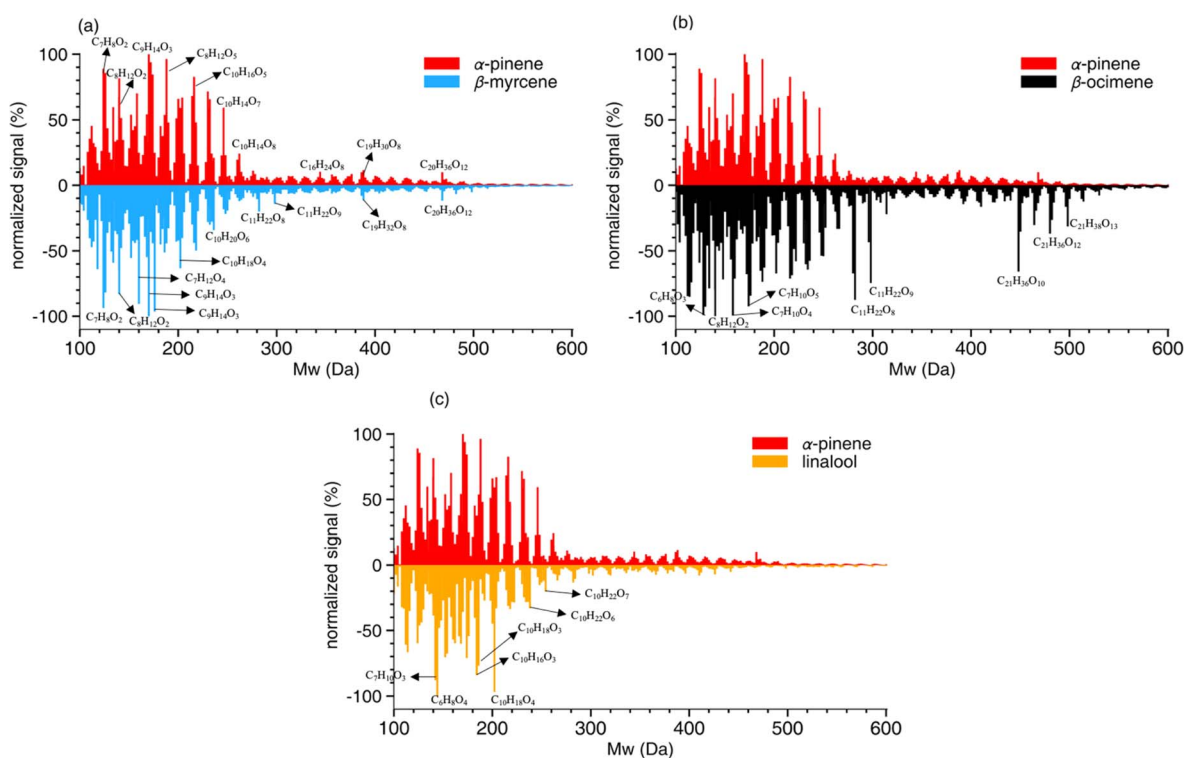 (a)
C₇H₈O₂
C₉H₁₄O₃
C₈H₁₂O₅
C₈H₁₂O₂
C₁₀H₁₆O₅
C₁₀H₁₄O₇
C₁₀H₁₄O₈
C₁₆H₂₄O₈
C₁₉H₃₀O₈
C₂₀H₃₆O₁₂
α-pinene
β-myrcene
normalized signal (%)
100
50
0
-50
-100
C₁₁H₂₂O₈
C₁₁H₂₂O₉
C₂₀H₃₆O₁₂
C₁₉H₃₂O₈
C₁₀H₂₀O₆
C₁₀H₁₈O₄
C₇H₁₂O₄
C₉H₁₄O₃
C₉H₁₄O₃
C₇H₈O₂
C₈H₁₂O₂
100 200 300 400 500 600
Mw (Da)
(b)
α-pinene
β-ocimene
normalized signal (%)
100
50
0
-50
-100
C₂₁H₃₈O₁₃
C₂₁H₃₆O₁₂
C₂₁H₃₆O₁₀
C₆H₈O₃
C₇H₁₀O₅
C₁₁H₂₂O₉
C₁₁H₂₂O₈
C₈H₁₂O₂
C₇H₁₀O₄
100 200 300 400 500 600
Mw (Da)
(c)
α-pinene
linalool
normalized signal (%)
100
50
0
-50
-100
C₁₀H₂₂O₇
C₁₀H₂₂O₆
C₁₀H₁₈O₃
C₁₀H₁₆O₃
C₇H₁₀O₃
C₆H₈O₄
C₁₀H₁₈O₄
100 200 300 400 500 600
Mw (Da)